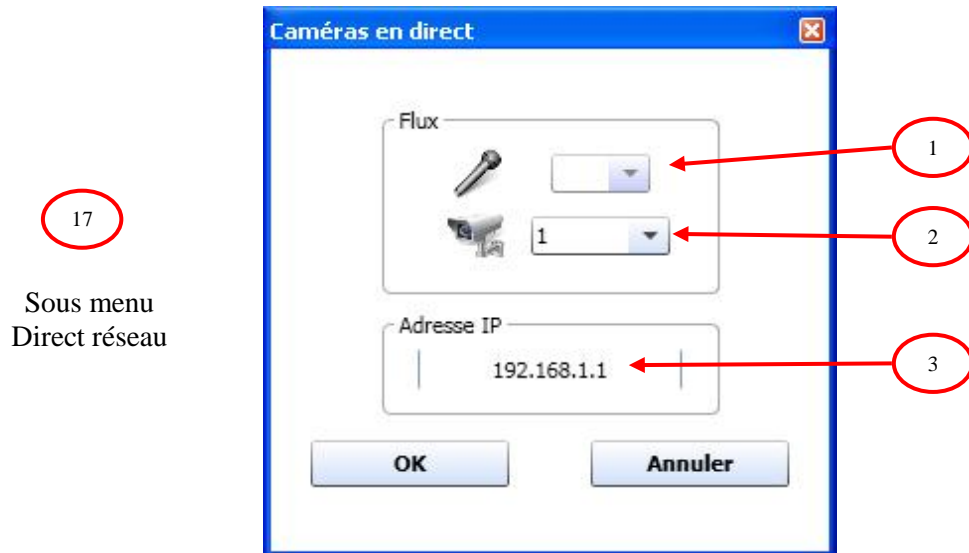 Caméras en direct
Flux
1
17
1
2
Sous menu
Direct réseau
Adresse IP
192.168.1.1
3
OK
Annuler